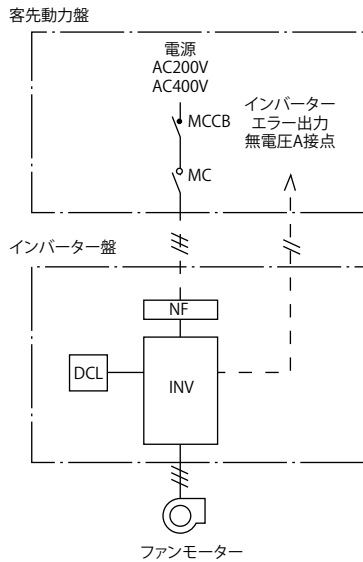 客先動力盤
電源
AC200V
AC400V
MCCB
MC
インバーター
エラー出力
無電圧A接点
インバーター盤
NF
DCL
INV
ファンモーター